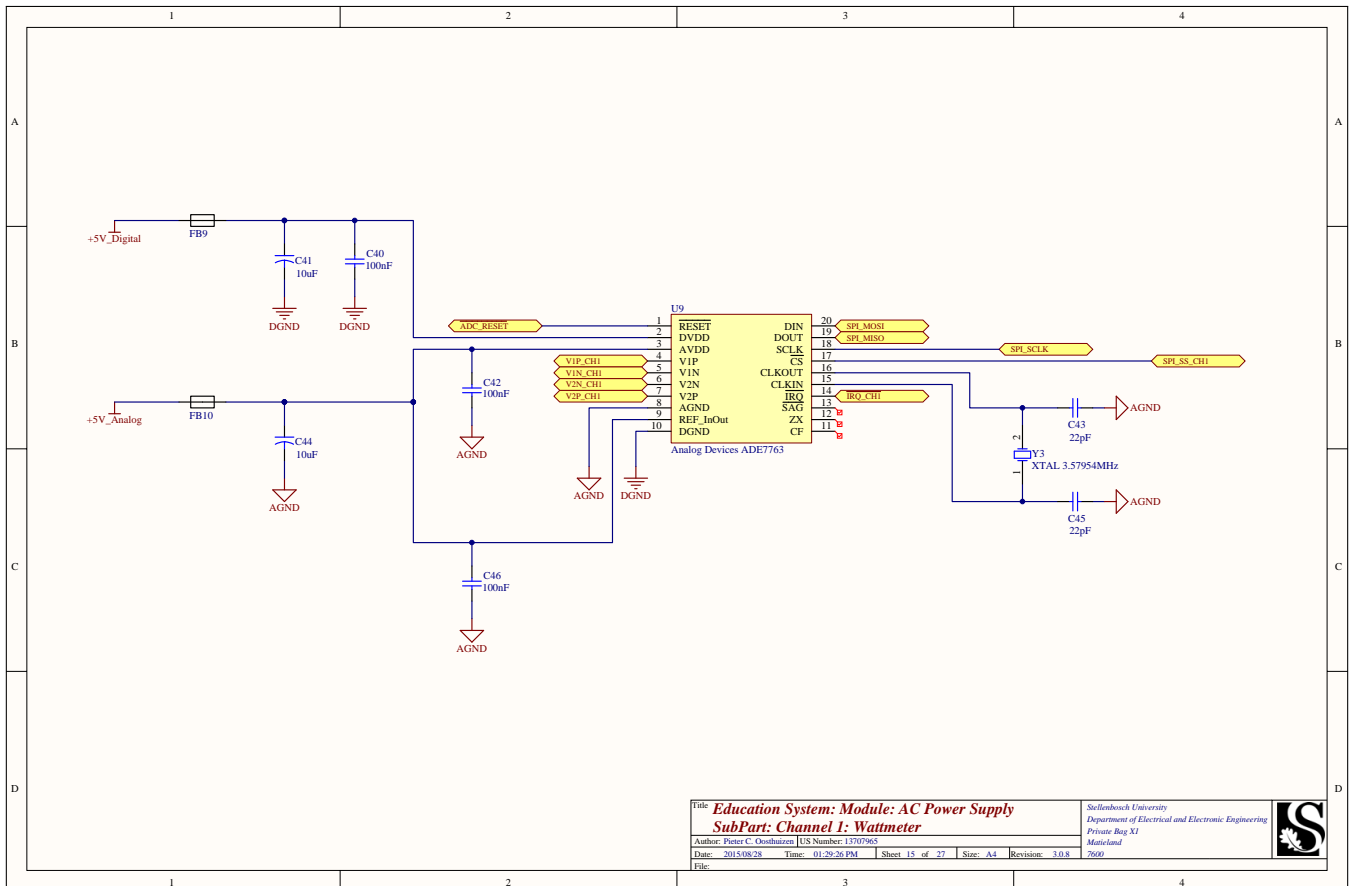 1 2 3 4
A A
+5V_Digital
FB9
C41
10uF
C40
100nF
DGND
DGND
B B
+5V_Analog
FB10
C44
10uF
AGND
C42
100nF
AGND
C46
100nF
AGND
U9
ADC_RESET
1 RESET
2 DVDD
3 AVDD
V1P_CH1 4 V1P
V1N_CH1 5 V1N
V2N_CH1 6 V2N
V2P_CH1 7 V2P
8 AGND
9 REF_InOut
10 DGND
DIN 20 SPI_MOSI
DOUT 19 SPI_MISO
SCLK 18 SPI_SCLK
CS 17 SPI_SS_CH1
CLKOUT 16
CLKIN 15
IRQ 14 IRQ_CH1
SAG 13
ZX 12
CF 11
Analog Devices ADE7763
AGND
DGND
C43
22pF
AGND
2
Y3
XTAL 3.57954MHz
1
C45
22pF
AGND
C C
D D
Title Education System: Module: AC Power Supply
SubPart: Channel 1: Wattmeter
Author: Pieter C. Oosthuizen US Number: 13707965
Date: 2015/08/28 Time: 01:29:26 PM Sheet 15 of 27 Size: A4 Revision: 3.0.8
File:
Stellenbosch University
Department of Electrical and Electronic Engineering
Private Bag X1
Matieland
7600
1 2 3 4